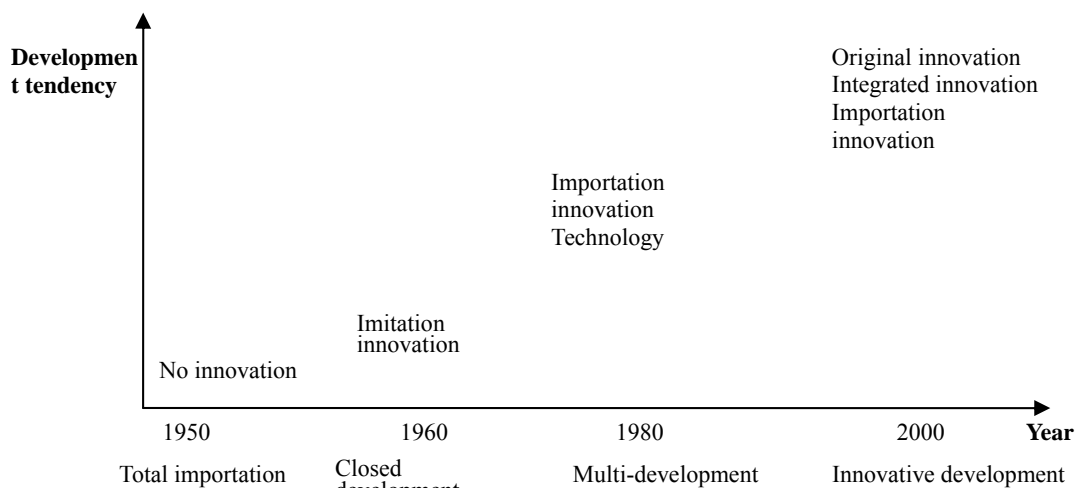 Developmen
t tendency
Original innovation
Integrated innovation
Importation
innovation
Importation
innovation
Technology
Imitation
innovation
No innovation
1950 1960 1980 2000 Year
Total importation Closed Multi-development Innovative development
development